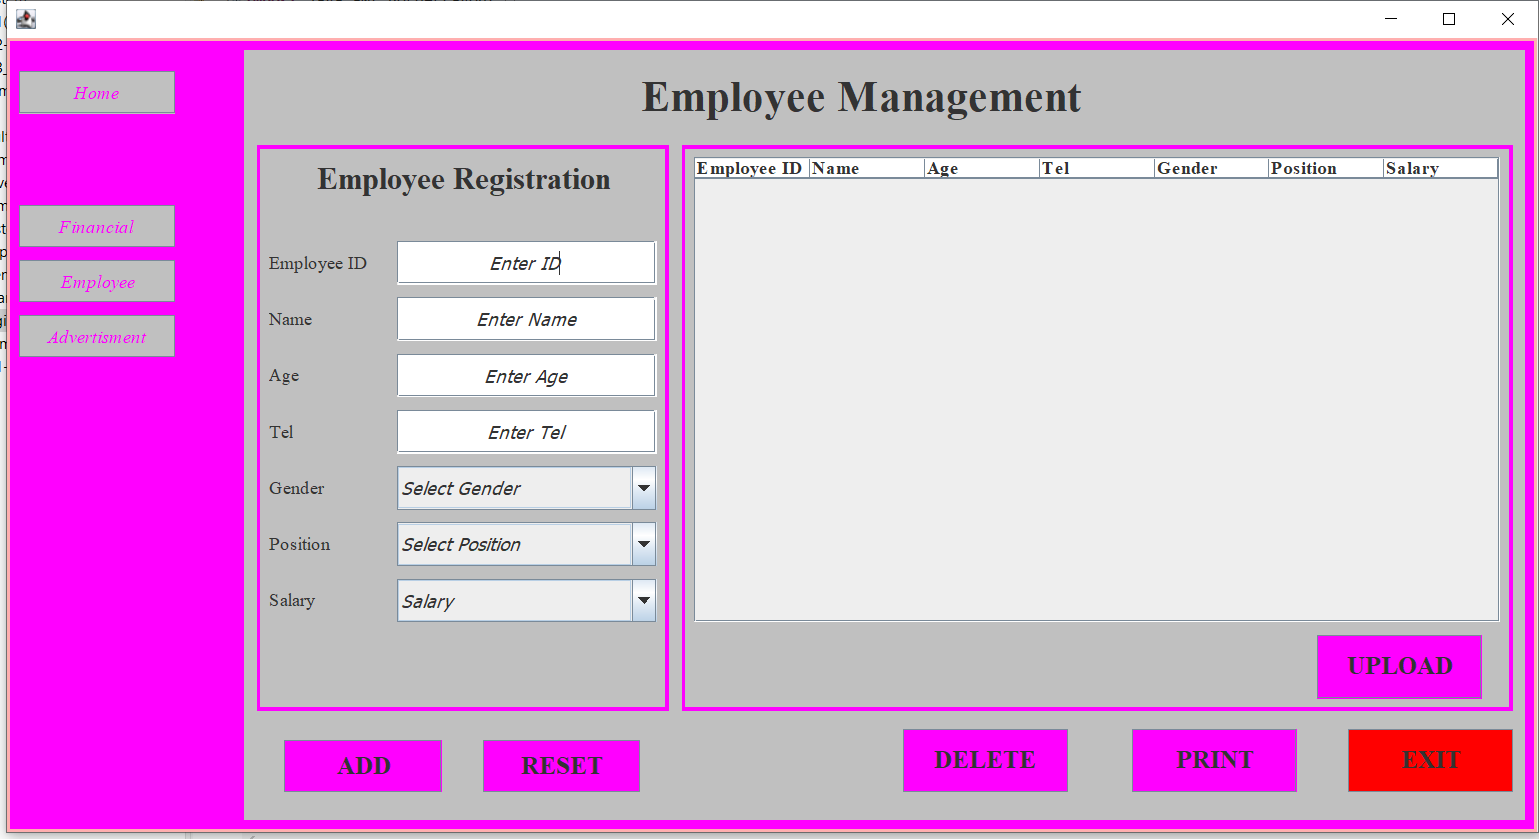 Home
Financial
Employee
Advertisment
Employee Management
Employee Registration
Employee ID Enter ID
Name Enter Name
Age Enter Age
Tel Enter Tel
Gender Select Gender
Position Select Position
Salary Salary
Employee ID Name Age Tel Gender Position Salary
UPLOAD
ADD RESET DELETE PRINT EXIT